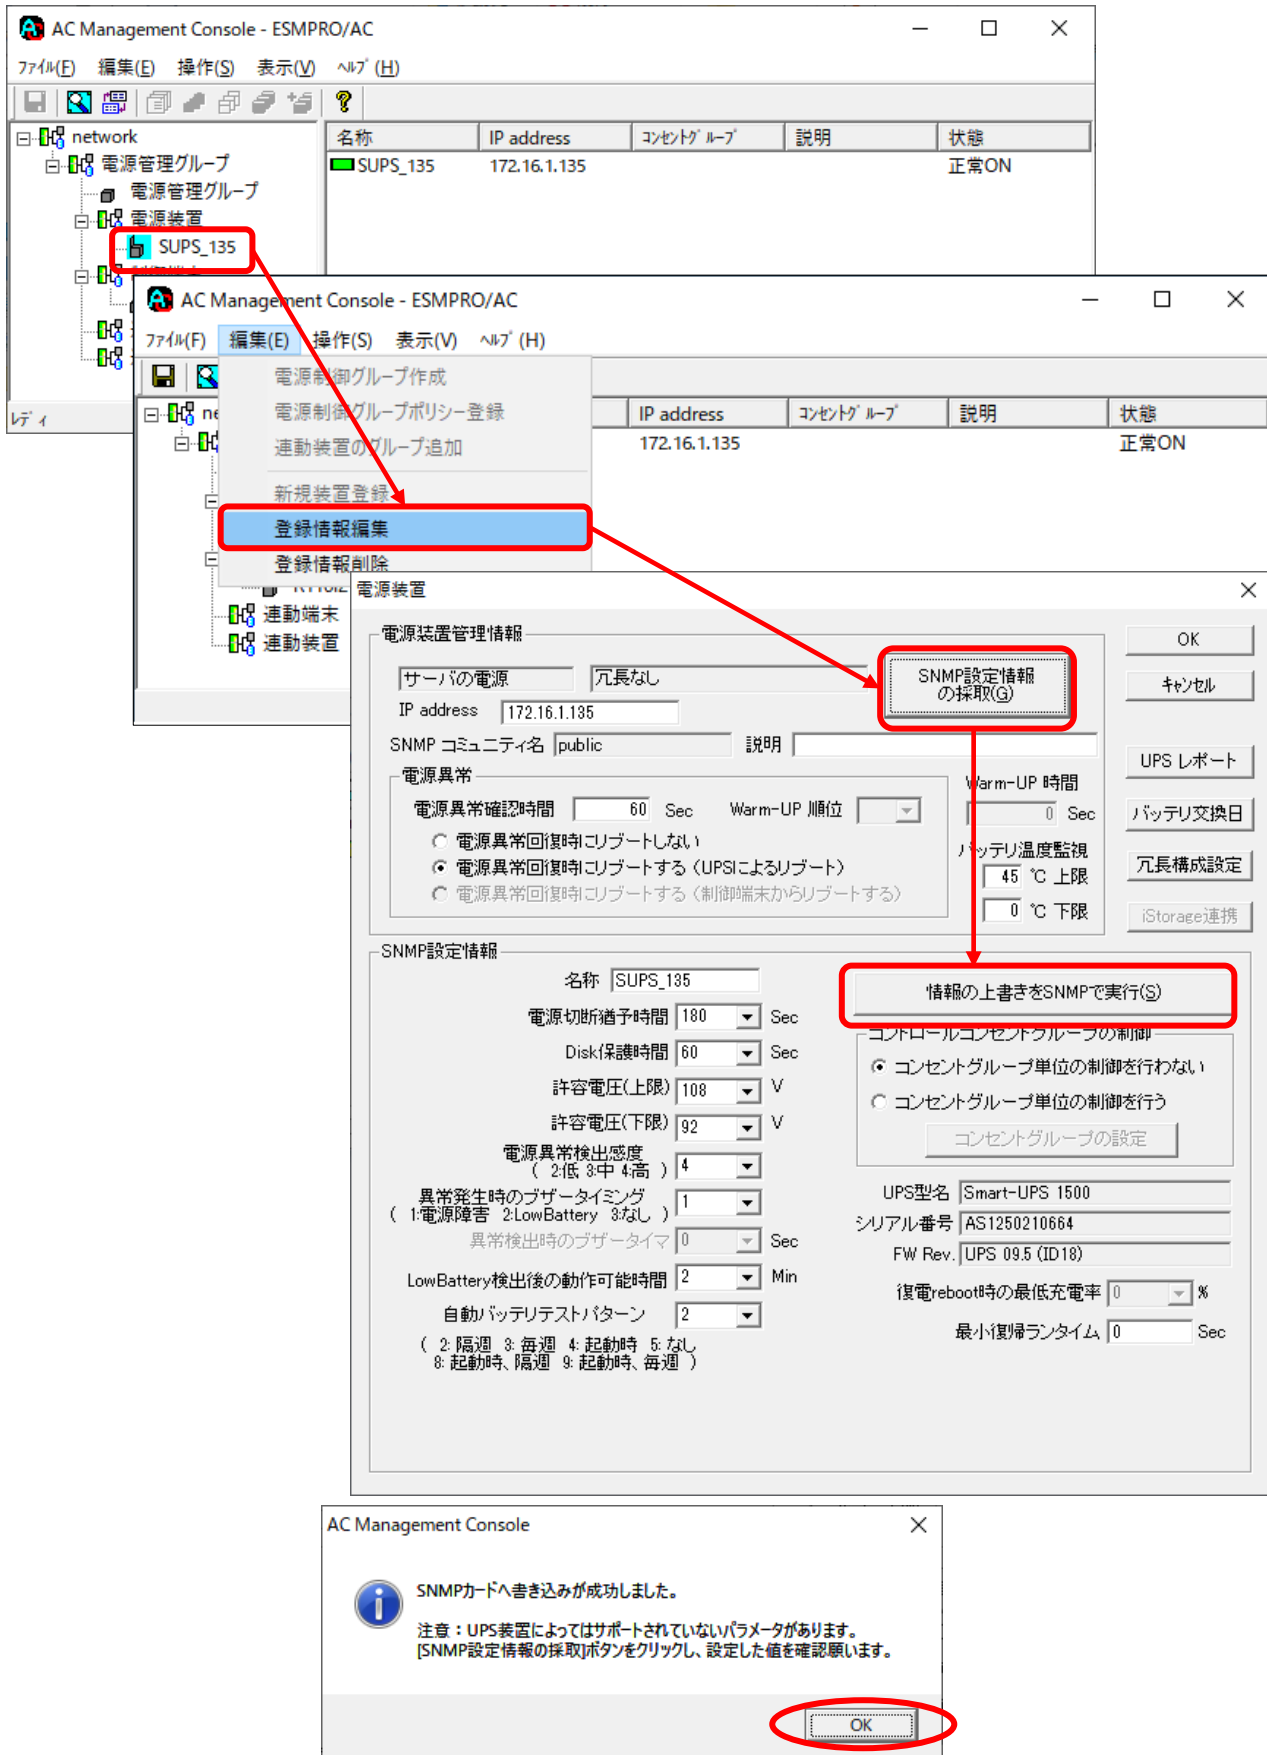 AC Management Console - ESMPRO/AC
ﾌｧｲﾙ(F) 編集(E) 操作(S) 表示(V) ﾍﾙﾌﾟ(H)
network
電源管理グループ
電源管理グループ
電源装置
SUPS_135
名称 IP address ｺﾝｾﾝﾄｸﾞﾙｰﾌﾟ 説明 状態
SUPS_135 172.16.1.135 正常ON
ﾚﾃﾞｨ
AC Management Console - ESMPRO/AC
ﾌｧｲﾙ(F) 編集(E) 操作(S) 表示(V) ﾍﾙﾌﾟ(H)
電源制御グループ作成
電源制御グループポリシー登録
連動装置のグループ追加
新規装置登録
登録情報編集
登録情報削除
ne
IP address ｺﾝｾﾝﾄｸﾞﾙｰﾌﾟ 説明 状態
172.16.1.135 正常ON
連動端末
連動装置
電源装置
電源装置管理情報
サーバの電源 冗長なし
SNMP設定情報
の採取(G)
OK
キャンセル
IP address 172.16.1.135
SNMP コミュニティ名 public 説明
UPS レポート
電源異常
電源異常確認時間 60 Sec Warm-UP 順位
Warm-UP 時間
0 Sec
バッテリ交換日
電源異常回復時にリブートしない
電源異常回復時にリブートする（UPSによるリブート）
電源異常回復時にリブートする（制御端末からリブートする）
バッテリ温度監視
45 ℃ 上限
0 ℃ 下限
冗長構成設定
iStorage連携
SNMP設定情報
名称 SUPS_135
情報の上書きをSNMPで実行(S)
電源切断猶予時間 180 Sec
Disk保護時間 60 Sec
許容電圧(上限) 108 V
許容電圧(下限) 92 V
電源異常検出感度
( 2:低 3:中 4:高 ) 4
異常発生時のブザータイミング
( 1:電源障害 2:LowBattery 3:なし ) 1
異常検出時のブザータイマ 0 Sec
LowBattery検出後の動作可能時間 2 Min
自動バッテリテストパターン 2
( 2: 隔週 3: 毎週 4: 起動時 5: なし
8: 起動時、隔週 9: 起動時、毎週 )
コントロールコンセントグループの制御
コンセントグループ単位の制御を行わない
コンセントグループ単位の制御を行う
コンセントグループの設定
UPS型名 Smart-UPS 1500
シリアル番号 AS1250210664
FW Rev. UPS 09.5 (ID18)
復電reboot時の最低充電率 0 %
最小復帰ランタイム 0 Sec
AC Management Console
SNMPカードへ書き込みが成功しました。
注意：UPS装置によってはサポートされていないパラメータがあります。
[SNMP設定情報の採取]ボタンをクリックし、設定した値を確認願います。
OK